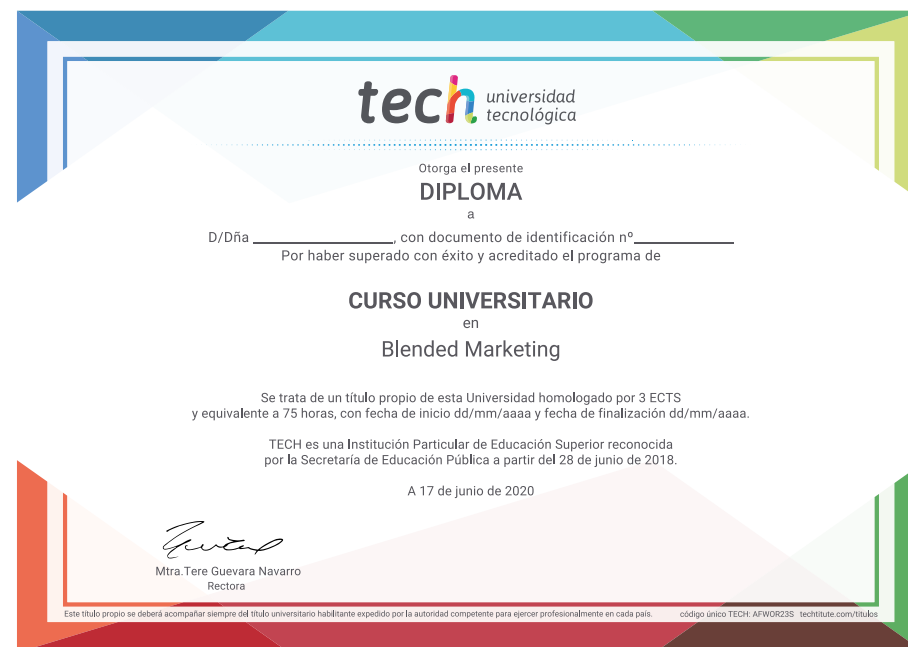 tech universidad
tecnológica
Otorga el presente
DIPLOMA
a
D/Dña ______________, con documento de identificación nº__________
Por haber superado con éxito y acreditado el programa de
CURSO UNIVERSITARIO
en
Blended Marketing
Se trata de un título propio de esta Universidad homologado por 3 ECTS
y equivalente a 75 horas, con fecha de inicio dd/mm/aaaa y fecha de finalización dd/mm/aaaa.
TECH es una Institución Particular de Educación Superior reconocida
por la Secretaría de Educación Pública a partir del 28 de junio de 2018.
A 17 de junio de 2020
Mtra.Tere Guevara Navarro
Rectora
Este título propio se deberá acompañar siempre del título universitario habilitante expedido por la autoridad competente para ejercer profesionalmente en cada país. código único TECH: AFWOR23S techtitute.com/títulos